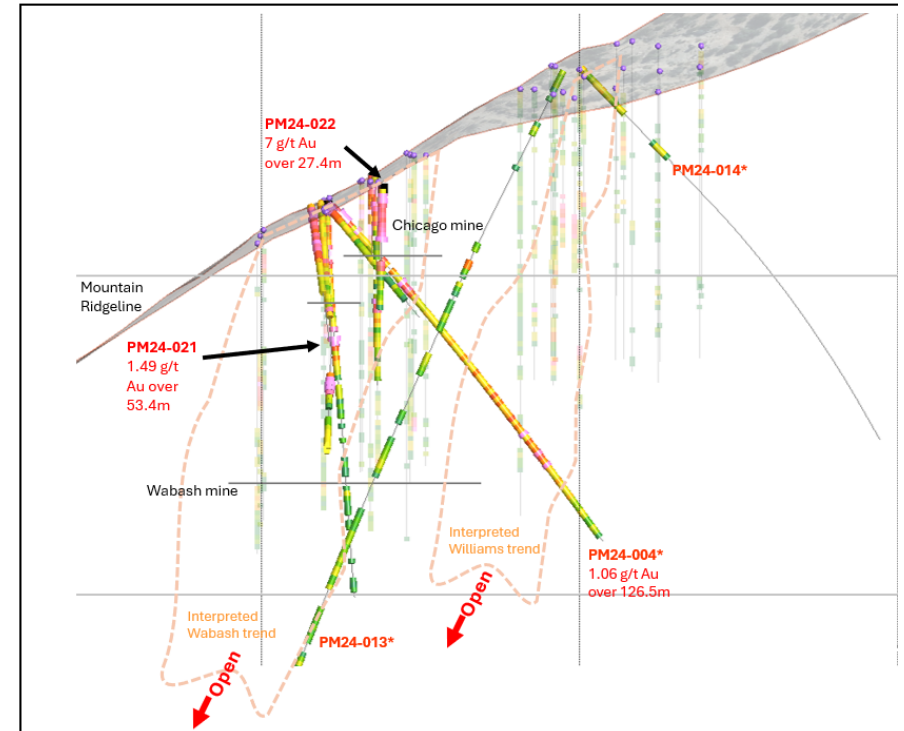 PM24-022
7 g/t Au
over 27.4m
PM24-014*
Chicago mine
Mountain
Ridgeline
PM24-021
1.49 g/t
Au over
53.4m
Wabash mine
Interpreted
Williams trend
PM24-004*
1.06 g/t Au
over 126.5m
Open
Interpreted
Wabash trend
PM24-013*
Open